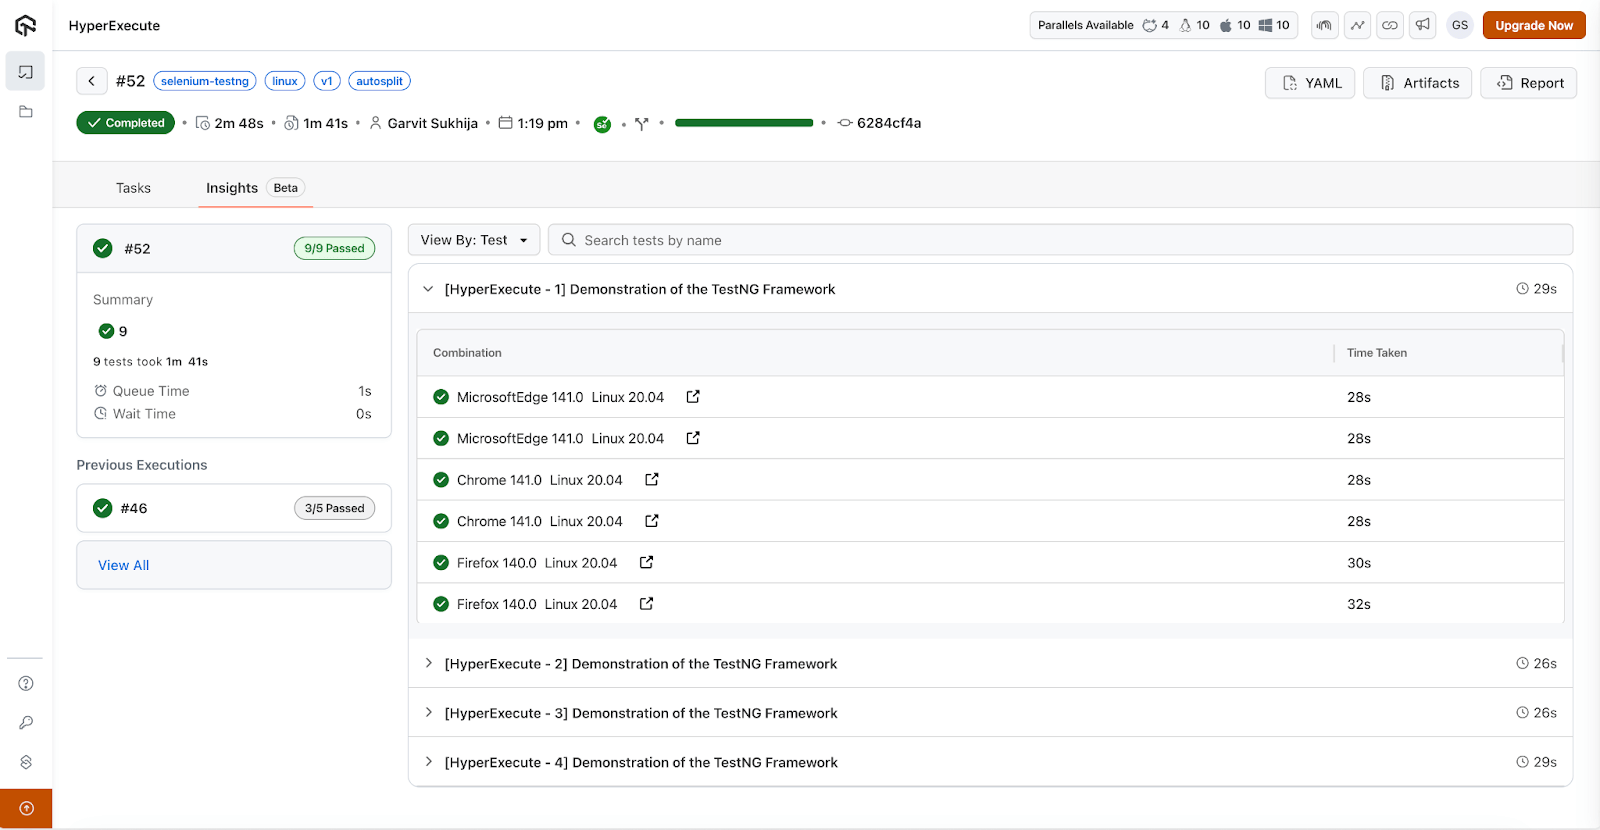 HyperExecute
Parallels Available 4 10 10 10
GS
Upgrade Now
#52 selenium-testng linux v1 autosplit
YAML
Artifacts
Report
Completed • 2m 48s • 1m 41s • Garvit Sukhija • 1:19 pm • Se • • • 6284cf4a
Tasks
Insights Beta
#52 9/9 Passed
Summary
9
9 tests took 1m 41s
Queue Time 1s
Wait Time 0s
Previous Executions
#46 3/5 Passed
View All
View By: Test
Search tests by name
[HyperExecute - 1] Demonstration of the TestNG Framework 29s
Combination Time Taken
MicrosoftEdge 141.0 Linux 20.04 28s
MicrosoftEdge 141.0 Linux 20.04 28s
Chrome 141.0 Linux 20.04 28s
Chrome 141.0 Linux 20.04 28s
Firefox 140.0 Linux 20.04 30s
Firefox 140.0 Linux 20.04 32s
[HyperExecute - 2] Demonstration of the TestNG Framework 26s
[HyperExecute - 3] Demonstration of the TestNG Framework 26s
[HyperExecute - 4] Demonstration of the TestNG Framework 29s